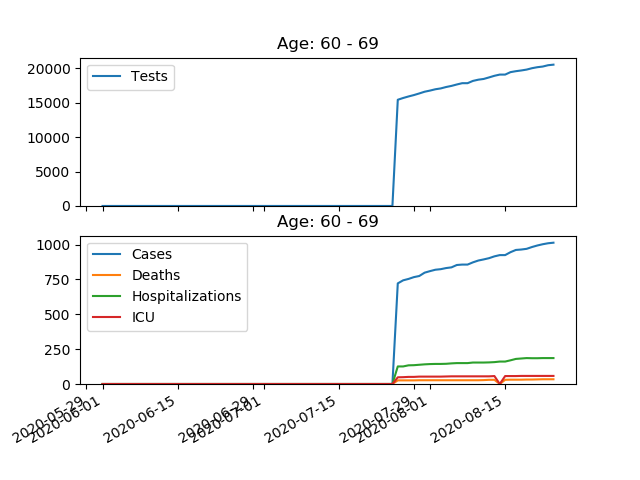 Age: 60 - 69
Tests
20000
15000
10000
5000
0
Age: 60 - 69
Cases
Deaths
Hospitalizations
ICU
1000
750
500
250
0
2020-05-29
2020-06-01
2020-06-15
2020-06-29
2020-07-01
2020-07-15
2020-07-29
2020-08-01
2020-08-15